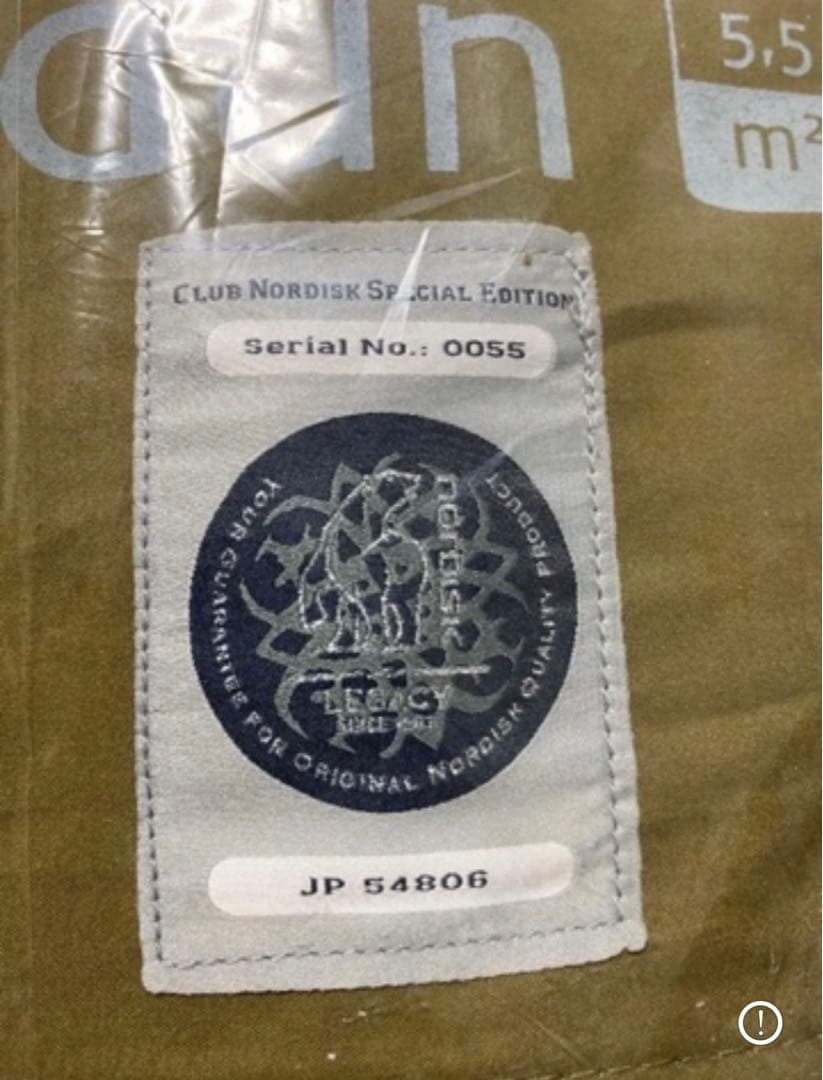 5,5
m²
CLUB NORDISK SPECIAL EDITION
Serial No.: 0055
YOUR GUARANTEE FOR ORIGINAL NORDISK QUALITY PRODUCT
nordisk
LEGACY
SINCE
JP 54806